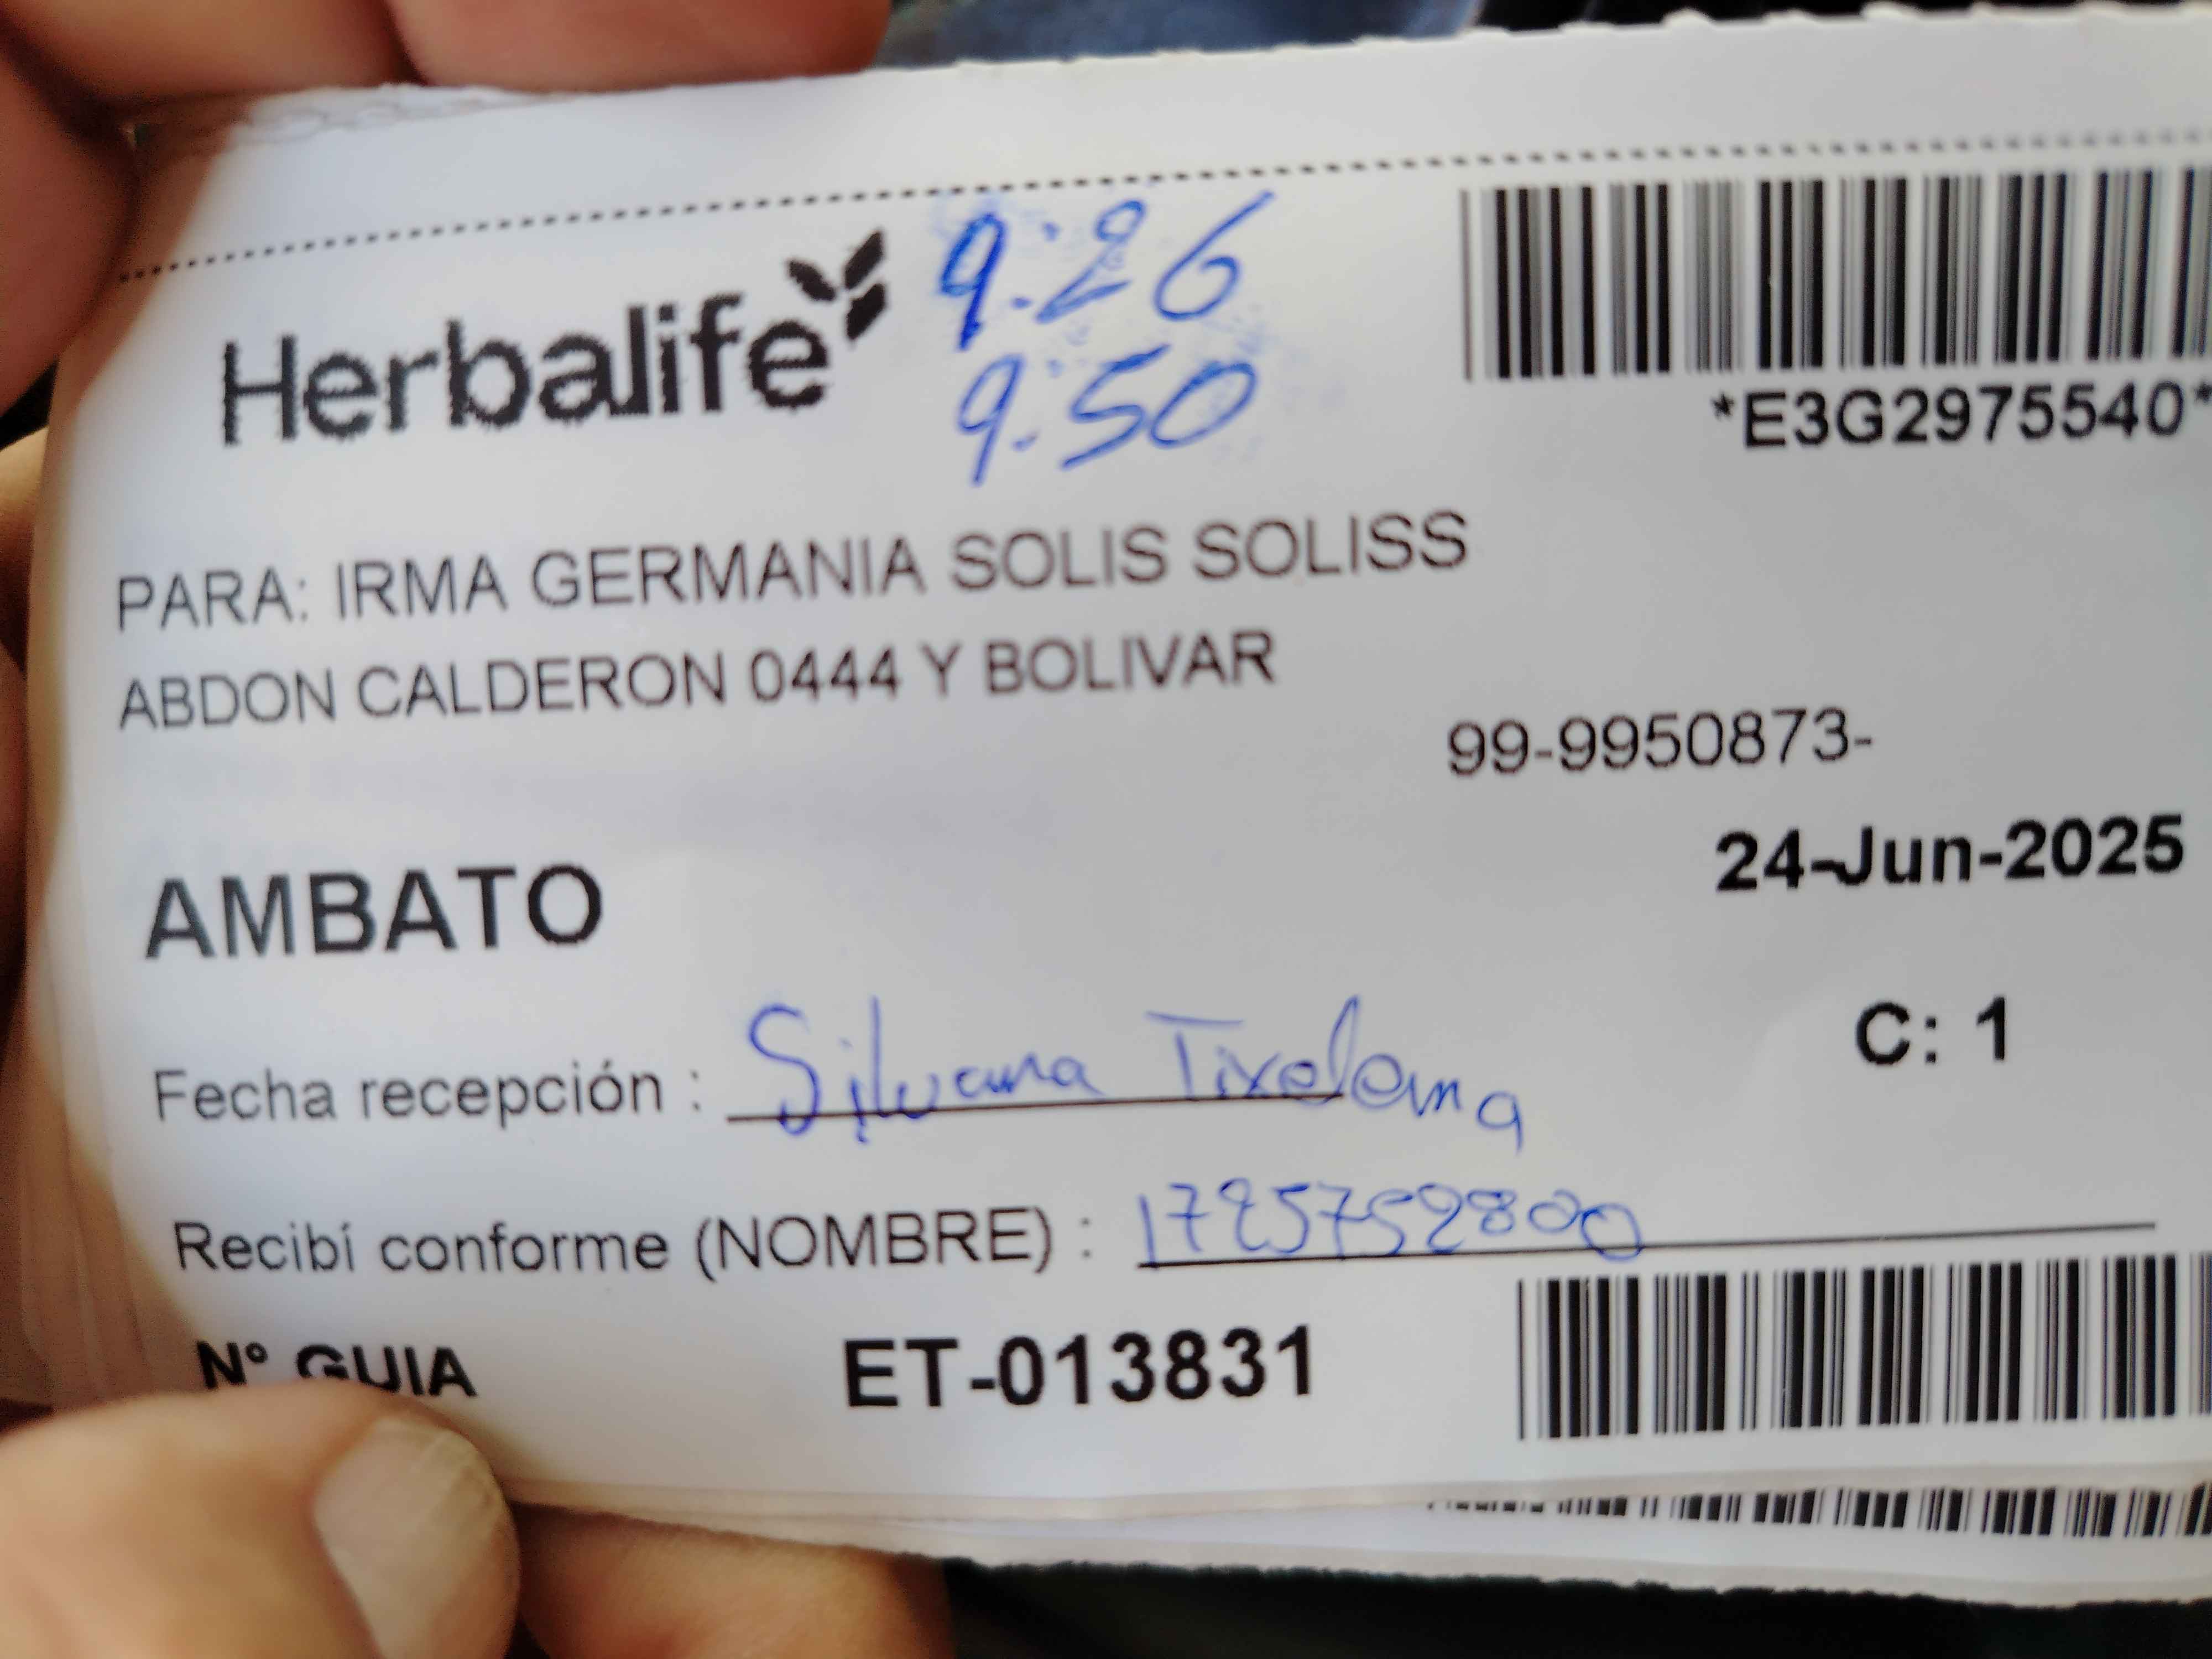 Herbalife
9:26
9:50
*E3G2975540*
PARA: IRMA GERMANIA SOLIS SOLISS
ABDON CALDERON 0444 Y BOLIVAR
99-9950873-
24-Jun-2025
AMBATO
C: 1
Fecha recepción : Silvana Tixelema
Recibí conforme (NOMBRE) : 1725752800
N° GUIA ET-013831